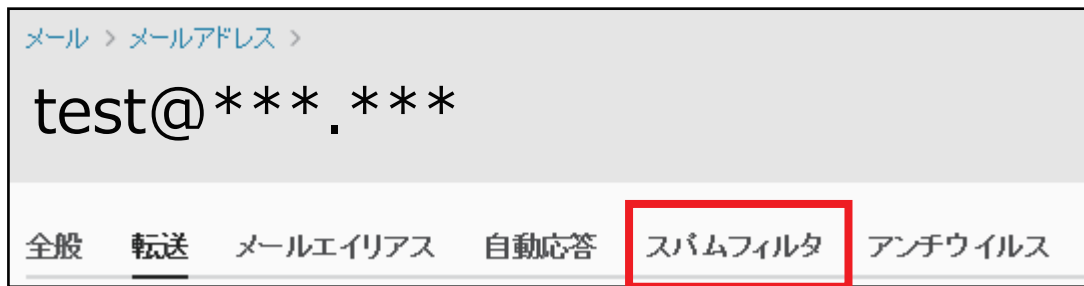 メール > メールアドレス >
test@***.***
全般 転送 メールエイリアス 自動応答 スパムフィルタ アンチウイルス